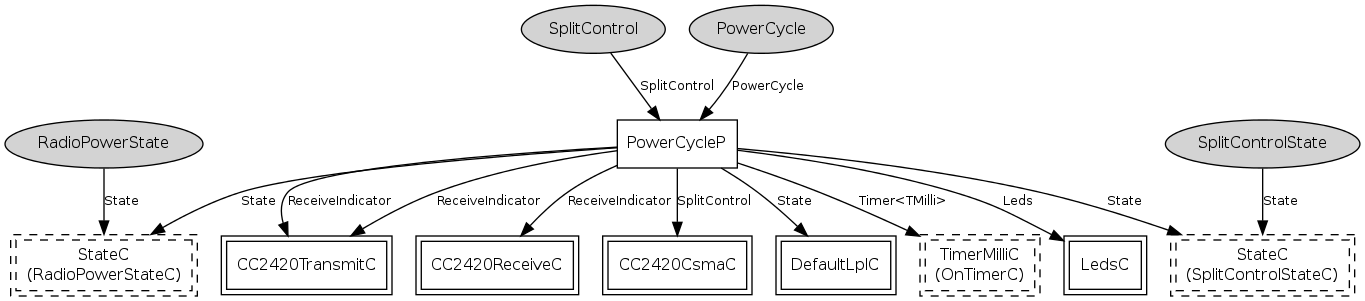 SplitControl
PowerCycle
SplitControl
PowerCycle
RadioPowerState
PowerCycleP
SplitControlState
State
State
ReceiveIndicator
ReceiveIndicator
ReceiveIndicator
SplitControl
State
Timer<TMilli>
Leds
State
State
StateC
(RadioPowerStateC)
CC2420TransmitC
CC2420ReceiveC
CC2420CsmaC
DefaultLplC
TimerMilliC
(OnTimerC)
LedsC
StateC
(SplitControlStateC)